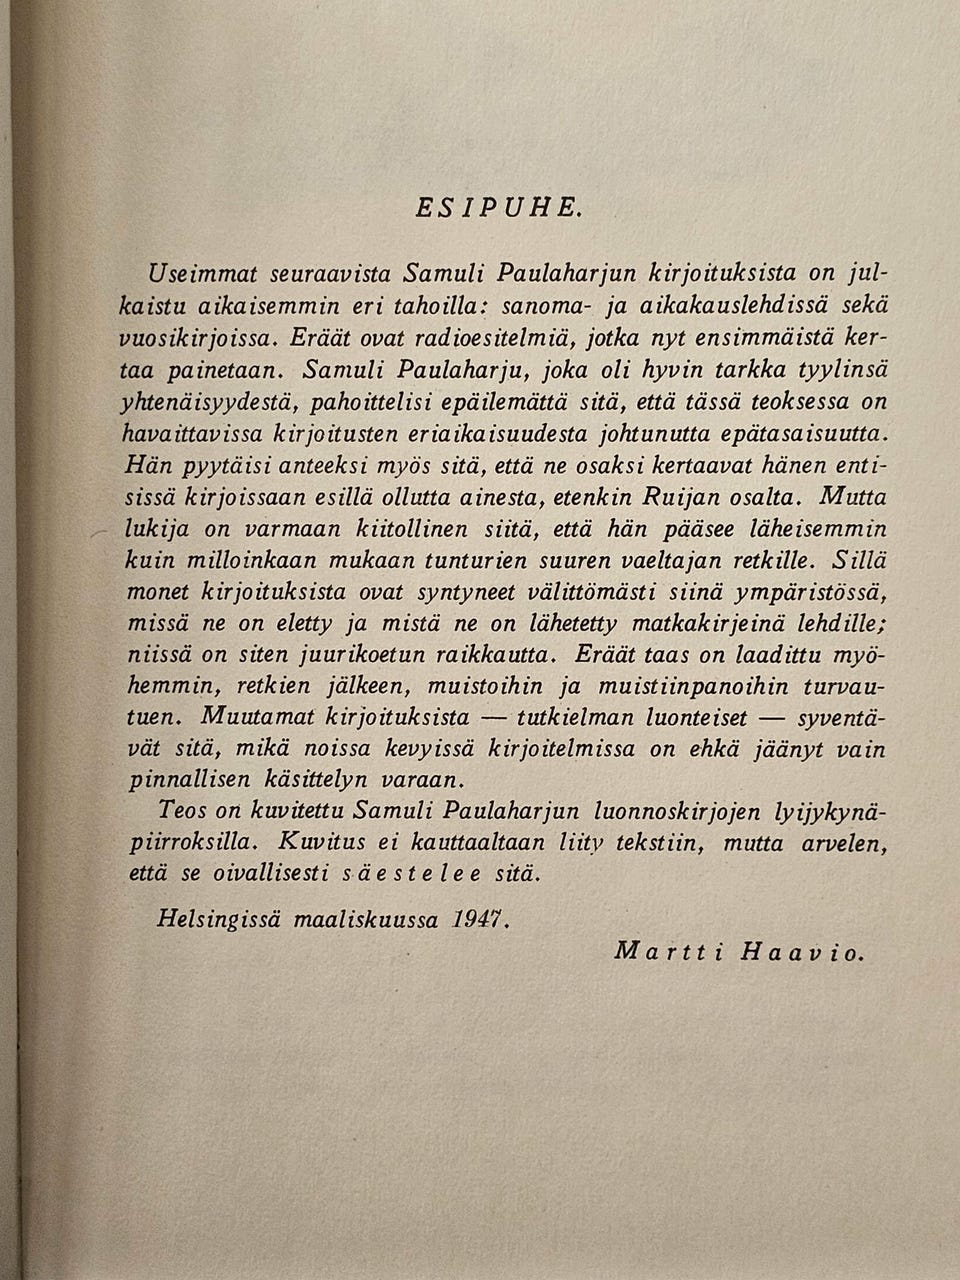 ESIPUHE.
Useimmat seuraavista Samuli Paulaharjun kirjoituksista on jul-
kaistu aikaisemmin eri tahoilla: sanoma- ja aikakauslehdissä sekä
vuosikirjoissa. Eräät ovat radioesitelmiä, jotka nyt ensimmäistä ker-
taa painetaan. Samuli Paulaharju, joka oli hyvin tarkka tyylinsä
yhtenäisyydestä, pahoittelisi epäilemättä sitä, että tässä teoksessa on
havaittavissa kirjoitusten eriaikaisuudesta johtunutta epätasaisuutta.
Hän pyytäisi anteeksi myös sitä, että ne osaksi kertaavat hänen enti-
sissä kirjoissaan esillä ollutta ainesta, etenkin Ruijan osalta. Mutta
lukija on varmaan kiitollinen siitä, että hän pääsee läheisemmin
kuin milloinkaan mukaan tunturien suuren vaeltajan retkille. Sillä
monet kirjoituksista ovat syntyneet välittömästi siinä ympäristössä,
missä ne on eletty ja mistä ne on lähetetty matkakirjeinä lehdille;
niissä on siten juurikoetun raikkautta. Eräät taas on laadittu myö-
hemmin, retkien jälkeen, muistoihin ja muistiinpanoihin turvau-
tuen. Muutamat kirjoituksista — tutkielman luonteiset — syventä-
vät sitä, mikä noissa kevyissä kirjoitelmissa on ehkä jäänyt vain
pinnallisen käsittelyn varaan.
Teos on kuvitettu Samuli Paulaharjun luonnoskirjojen lyijykynä-
piirroksilla. Kuvitus ei kauttaaltaan liity tekstiin, mutta arvelen,
että se oivallisesti säestelee sitä.
Helsingissä maaliskuussa 1947.
Martti Haavio.